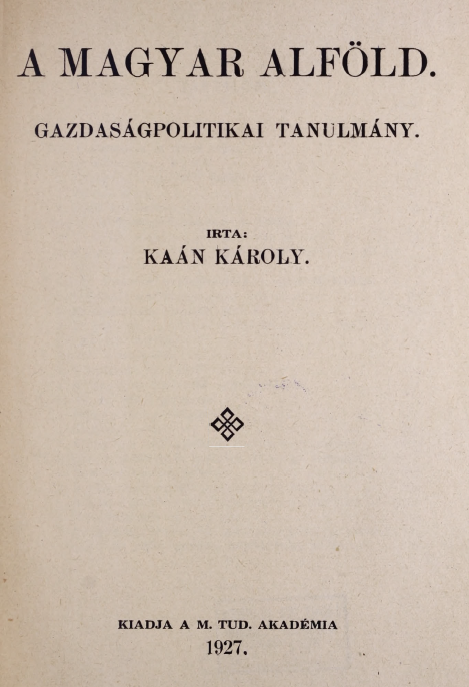 A MAGYAR ALFÖLD.
GAZDASÁGPOLITIKAI TANULMÁNY.
IRTA:
KAÁN KÁROLY.
KIADJA A M. TUD. AKADÉMIA
1927.